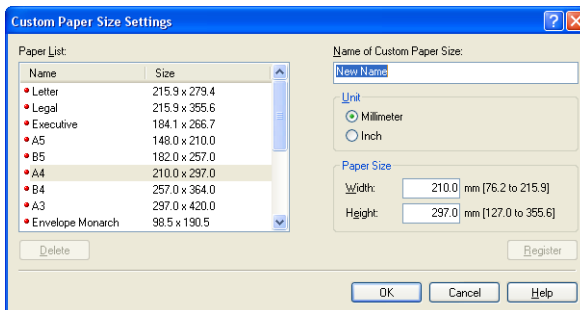 Custom Paper Size Settings
Paper List:
Name Size
Letter 215.9 x 279.4
Legal 215.9 x 355.6
Executive 184.1 x 266.7
A5 148.0 x 210.0
B5 182.0 x 257.0
A4 210.0 x 297.0
B4 257.0 x 364.0
A3 297.0 x 420.0
Envelope Monarch 98.5 x 190.5
Delete
Name of Custom Paper Size:
New Name
Unit
Millimeter
Inch
Paper Size
Width: 210.0 mm [76.2 to 215.9]
Height: 297.0 mm [127.0 to 355.6]
Register
OK Cancel Help